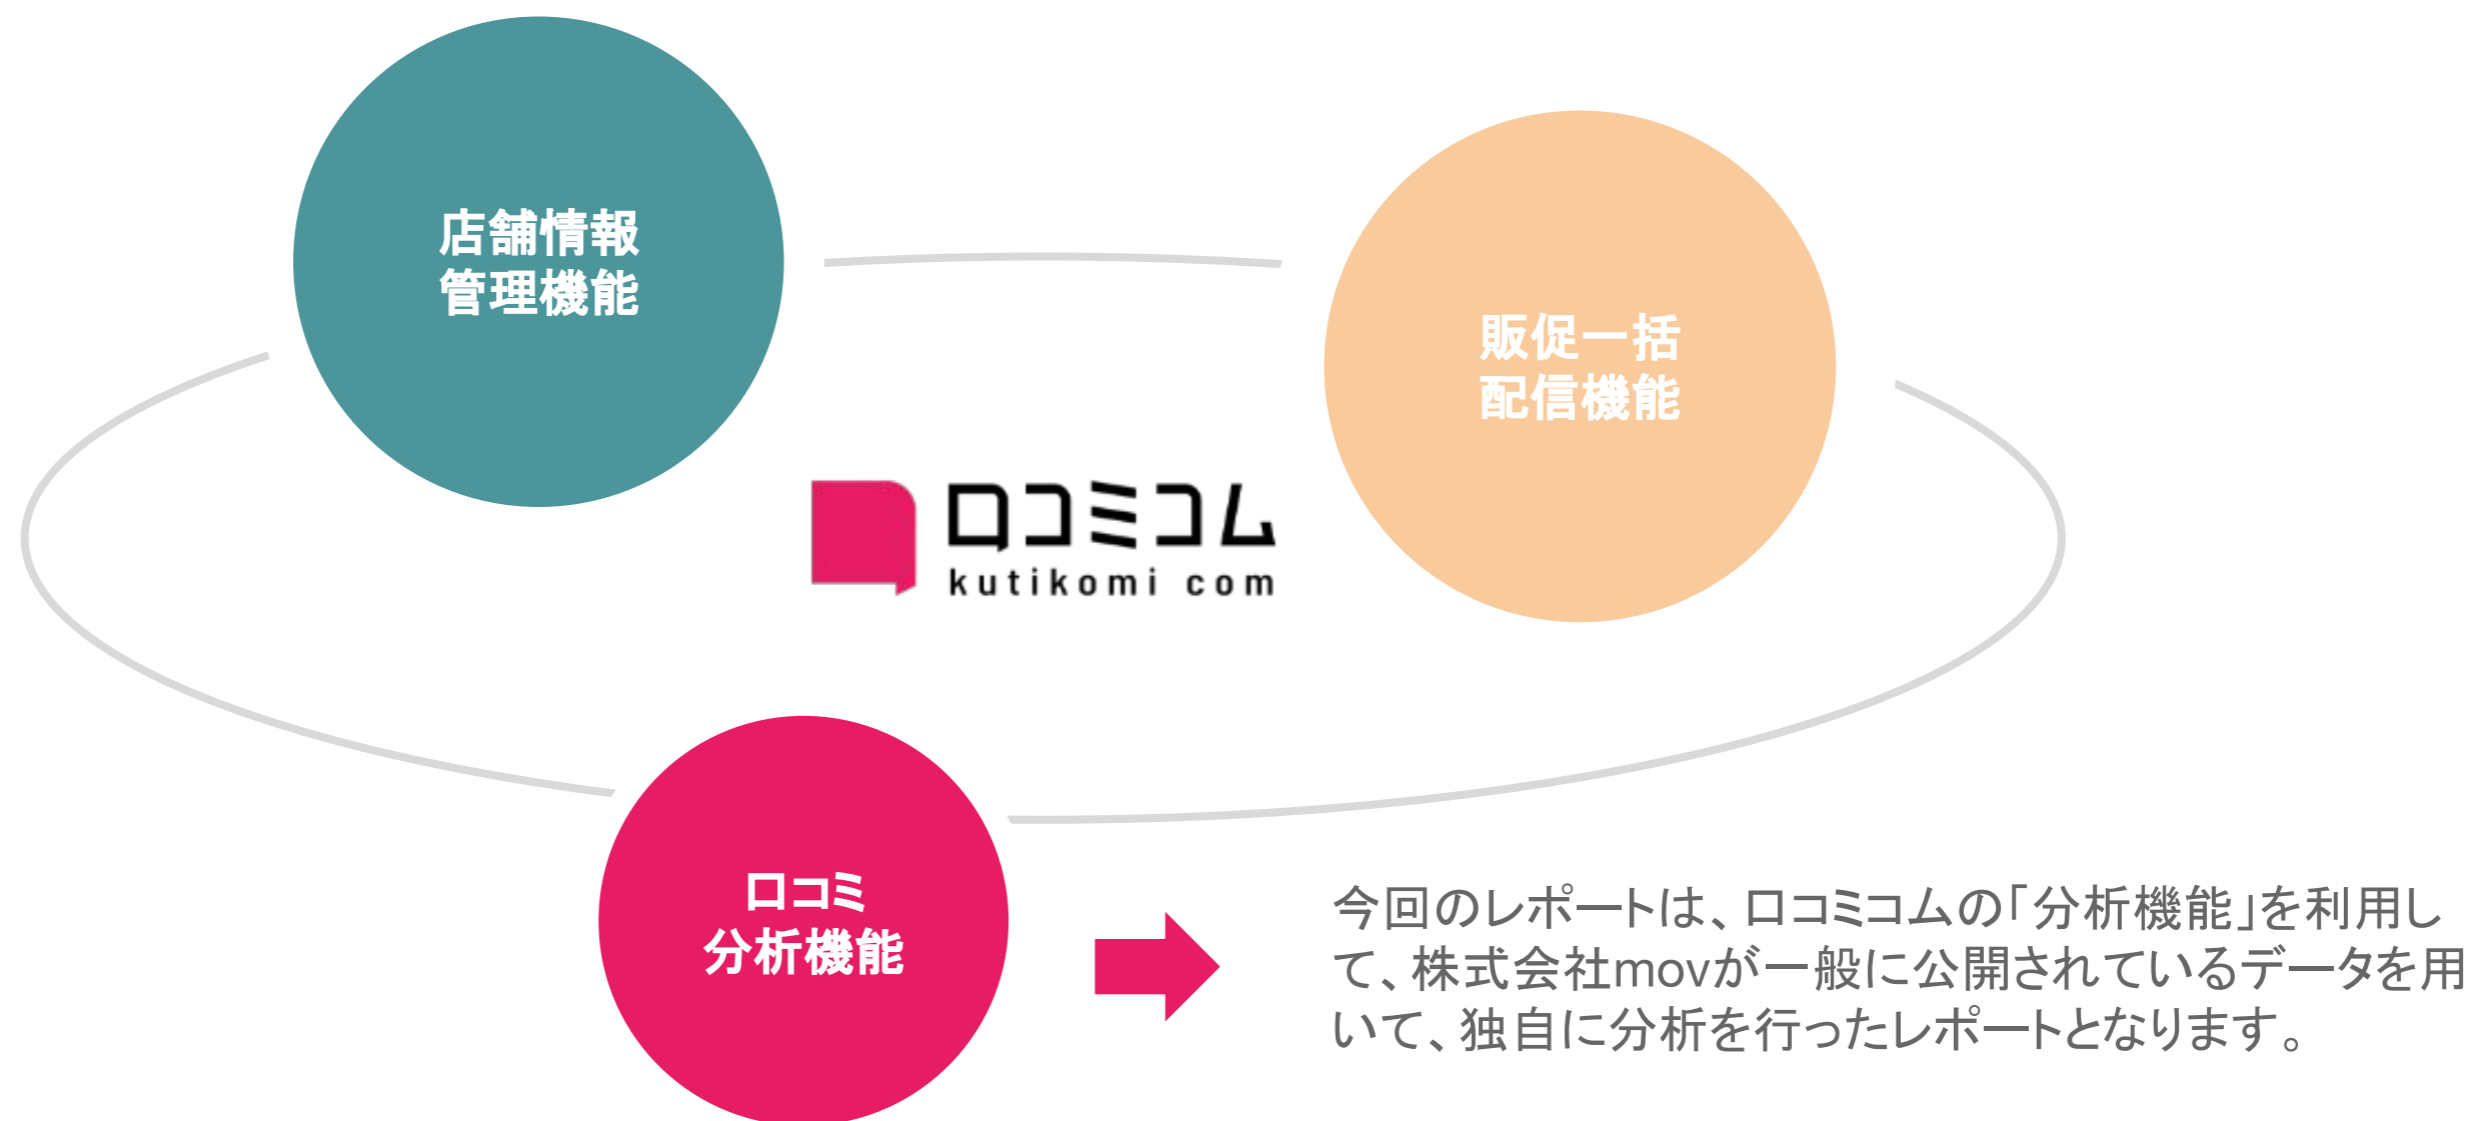 店舗情報
管理機能
販促一括
配信機能
口コミコム
kutikomi com
口コミ
分析機能
今回のレポートは、口コミコムの「分析機能」を利用し
て、株式会社movが一般に公開されているデータを用
いて、独自に分析を行ったレポートとなります。